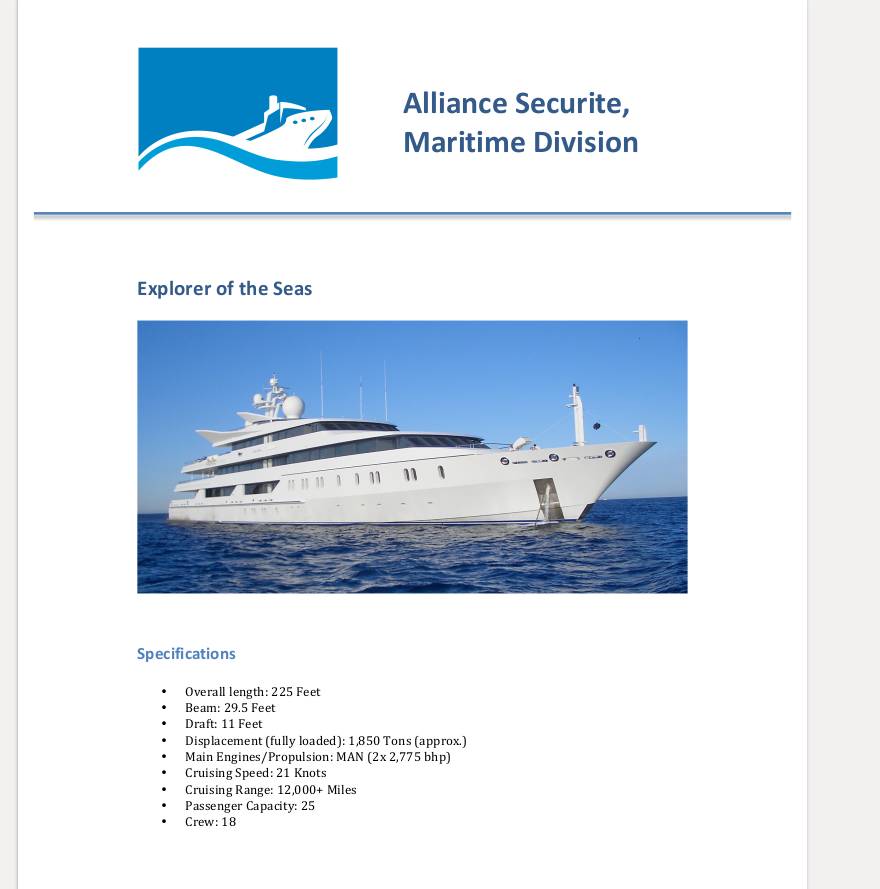 Alliance Securite,
Maritime Division
Explorer of the Seas
Specifications
• Overall length: 225 Feet
• Beam: 29.5 Feet
• Draft: 11 Feet
• Displacement (fully loaded): 1,850 Tons (approx.)
• Main Engines/Propulsion: MAN (2x 2,775 bhp)
• Cruising Speed: 21 Knots
• Cruising Range: 12,000+ Miles
• Passenger Capacity: 25
• Crew: 18